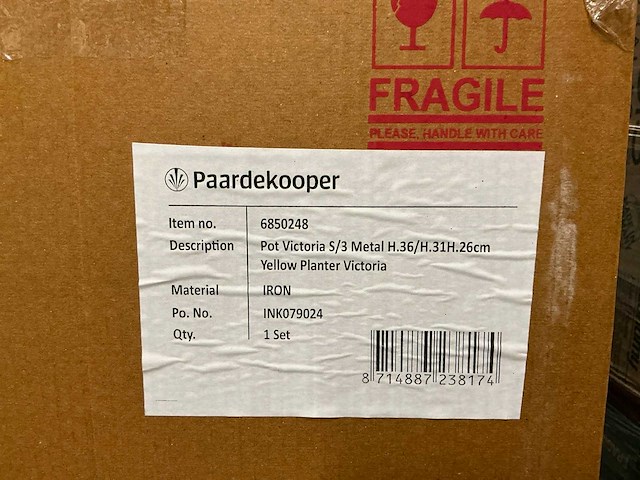 FRAGILE
PLEASE, HANDLE WITH CARE
Paardekooper
Item no. 6850248
Description Pot Victoria S/3 Metal H.36/H.31H.26cm
Yellow Planter Victoria
Material IRON
Po. No. INK079024
Qty. 1 Set
8 714887 238174